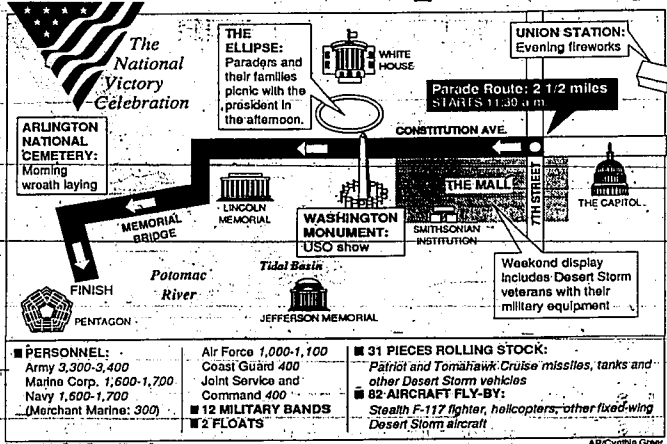 The
National
Victory
Celebration
THE
ELLIPSE:
Paraders and
their families
picnic with the
president in
the afternoon.
WHITE
HOUSE
UNION STATION:
Evening fireworks
Parade Route: 2 1/2 miles
STARTS 11:30 a.m.
CONSTITUTION AVE.
ARLINGTON
NATIONAL
CEMETERY:
Morning
wreath laying
MEMORIAL
BRIDGE
LINCOLN
MEMORIAL
WASHINGTON
MONUMENT:
USO show
THE MALL
SMITHSONIAN
INSTITUTION
7TH STREET
THE CAPITOL
Weekend display
includes Desert Storm
veterans with their
military equipment
FINISH
PENTAGON
Potomac
River
Tidal Basin
JEFFERSON MEMORIAL
PERSONNEL:
Army 3,300-3,400
Marine Corp. 1,600-1,700
Navy 1,600-1,700
(Merchant Marine: 300)
Air Force 1,000-1,100
Coast Guard 400
Joint Service and
Command 400
12 MILITARY BANDS
2 FLOATS
31 PIECES ROLLING STOCK:
Patriot and Tomahawk Cruise missiles, tanks and
other Desert Storm vehicles
82 AIRCRAFT FLY-BY:
Stealth F-117 fighter, helicopters, other fixed-wing
Desert Storm aircraft
AP/Cynthia Greer